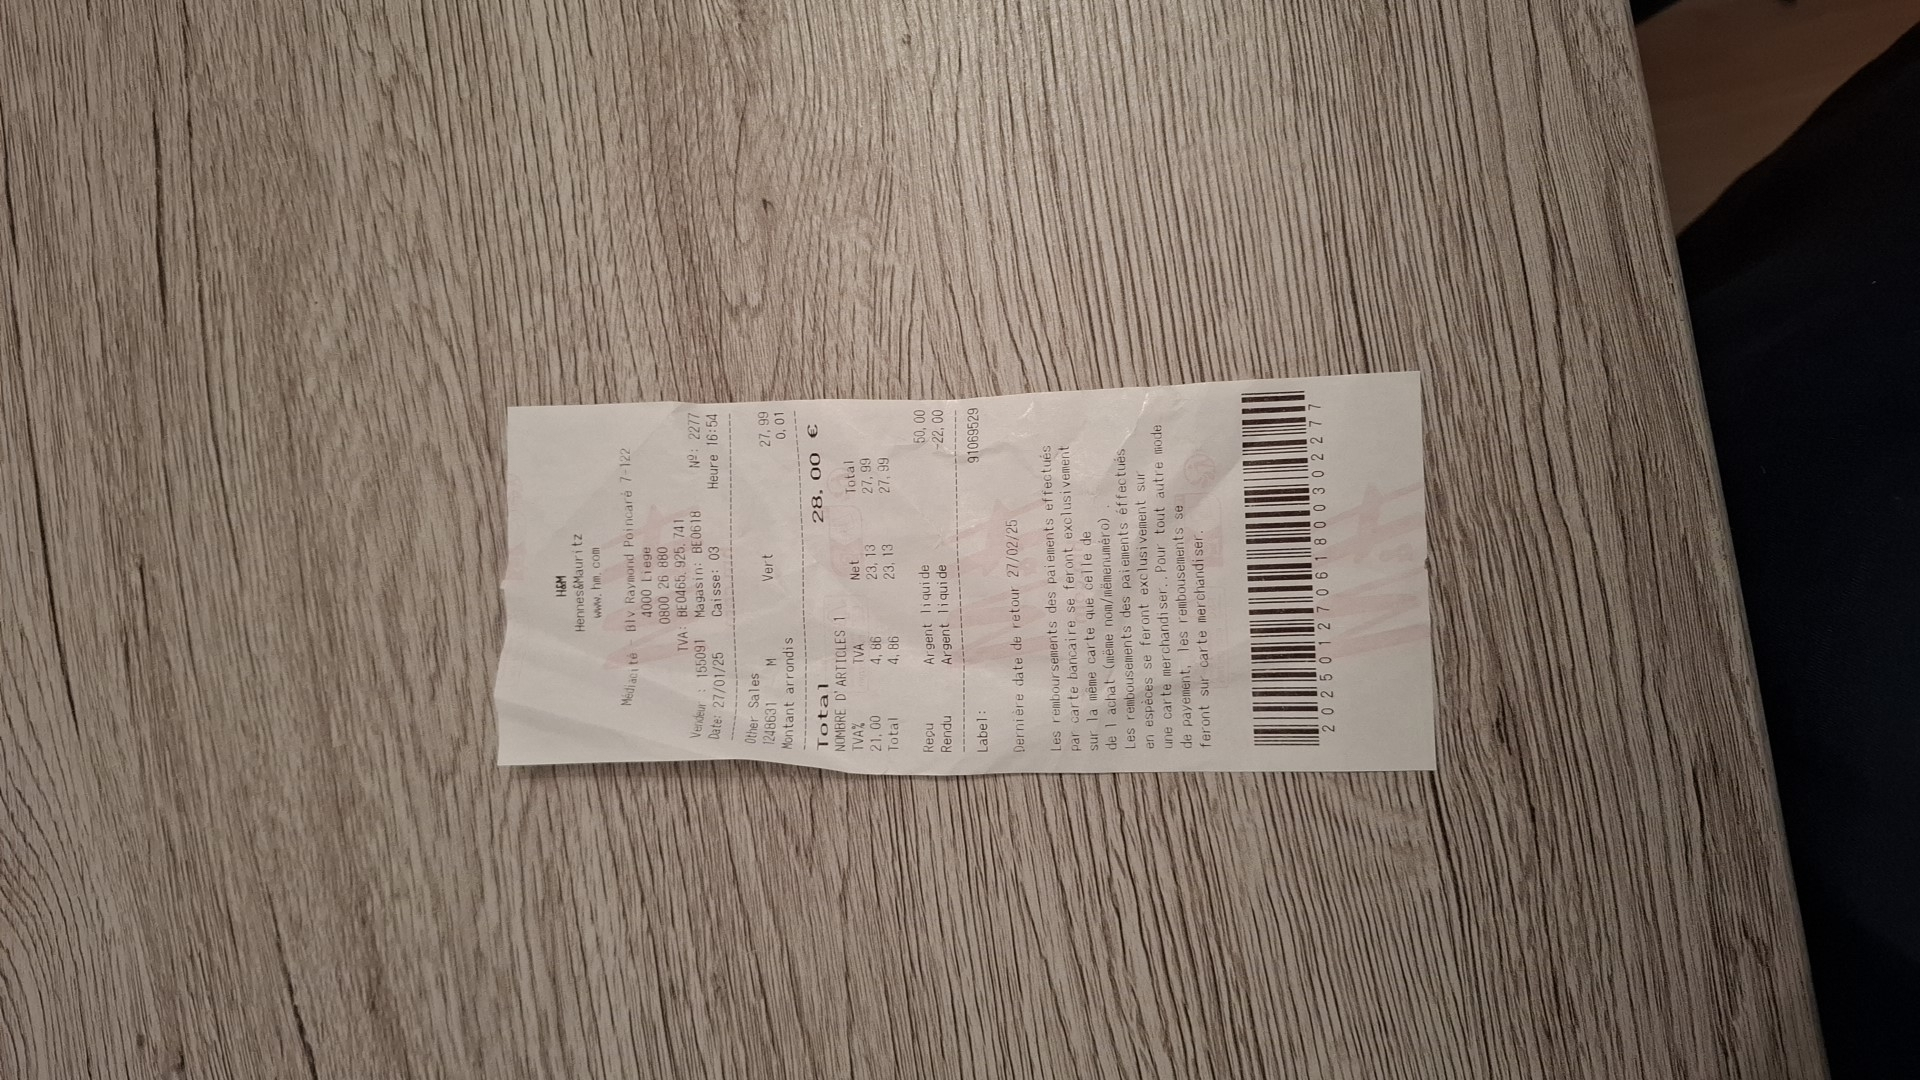 H&M
Hennes&Mauritz
www.hm.com
Médiacité - Blv Raymond Poincaré 7-122
4000 Liege
0800 26 880
TVA: BE0465.925.741
Vendeur : 155091 Magasin: BE0618 Nº: 2277
Date: 27/01/25 Caisse: 03 Heure 16:54
Other Sales
1248631 M Vert 27,99
Montant arrondis 0,01
Total 28,00 €
NOMBRE D'ARTICLES 1
TVA% TVA Net Total
21,00 4,86 23,13 27,99
Total 4,86 23,13 27,99
Reçu Argent liquide 50,00
Rendu Argent liquide -22,00
Label: 91069529
Dernière date de retour 27/02/25
Les remboursements des paiements effectués
par carte bancaire se feront exclusivement
sur la même carte que celle de
de l achat (même nom/mêmenuméro) .
Les rembousements des paiements éffectués
en espèces se feront exclusivement sur
une carte merchandiser..Pour tout autre mode
de payement, les rembousements se
feront sur carte merchandiser.
2025012706180030 2277